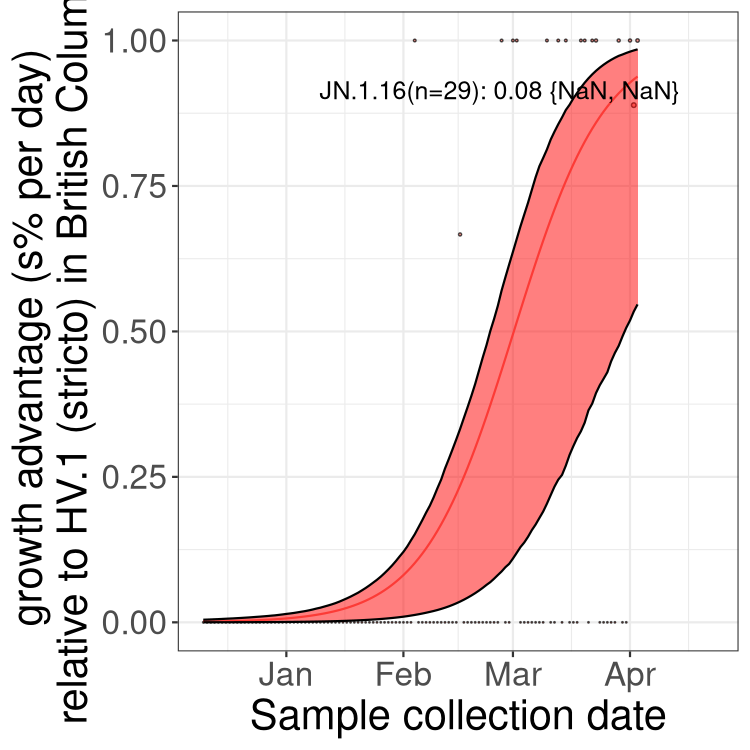 growth advantage (s% per day)
relative to HV.1 (stricto) in British Colum
1.00
0.75
0.50
0.25
0.00
JN.1.16(n=29): 0.08 {NaN, NaN}
Jan Feb Mar Apr
Sample collection date